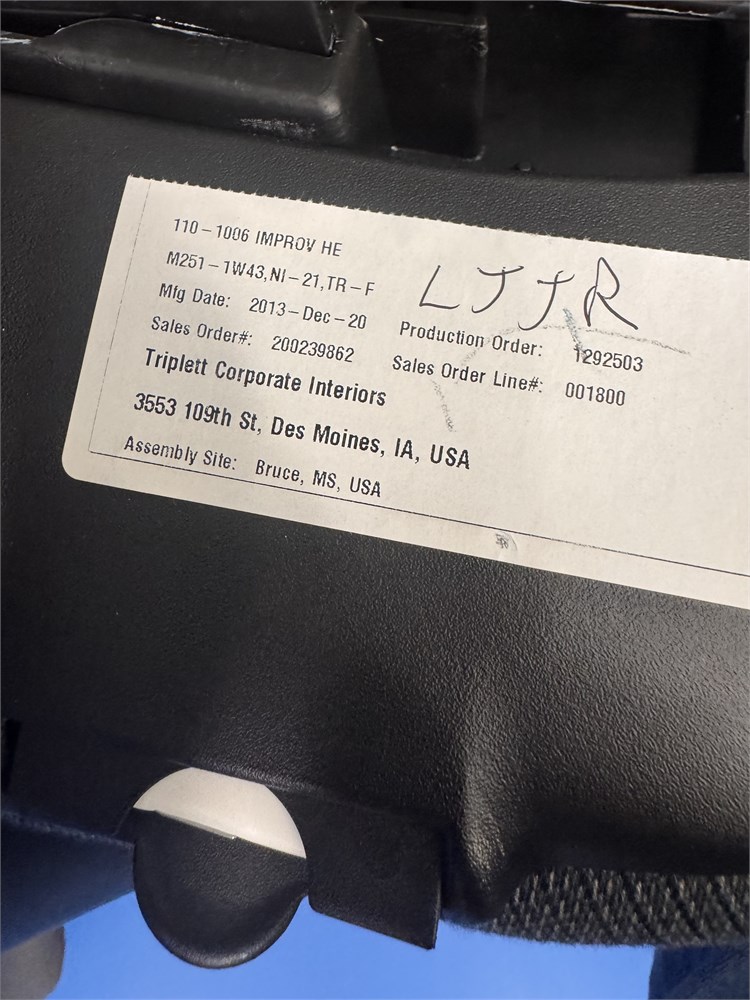 110-1006 IMPROV HE
M251-1W43,NI-21,TR-F
LJJR
Mfg Date: 2013-Dec-20
Production Order: 1292503
Sales Order#: 200239862
Sales Order Line#: 001800
Triplett Corporate Interiors
3553 109th St, Des Moines, IA, USA
Assembly Site: Bruce, MS, USA